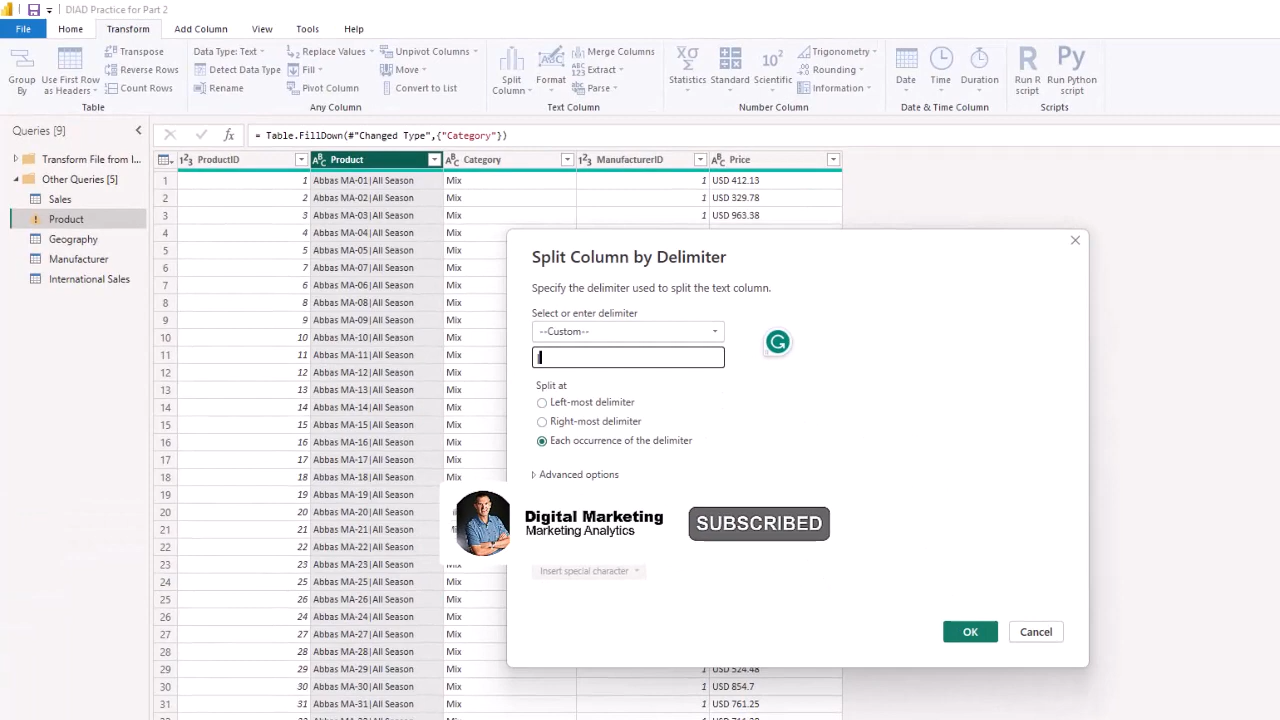 DIAD Practice for Part 2
File Home Transform Add Column View Tools Help
Transpose
Reverse Rows
Count Rows
Group By
Use First Row as Headers
Table
Data Type: Text
Detect Data Type
Rename
Replace Values
Fill
Pivot Column
Unpivot Columns
Move
Convert to List
Any Column
Split Column
Format
Merge Columns
Extract
Parse
Text Column
Statistics
Standard
Scientific
Trigonometry
Rounding
Information
Number Column
Date
Time
Duration
Date & Time Column
Run R script
Run Python script
Scripts
Queries [9]
Transform File from I...
Other Queries [5]
Sales
Product
Geography
Manufacturer
International Sales
= Table.FillDown(#"Changed Type",{"Category"})
ProductID Product Category ManufacturerID Price
1 1 Abbas MA-01|All Season Mix 1 USD 412.13
2 2 Abbas MA-02|All Season Mix 1 USD 329.78
3 3 Abbas MA-03|All Season Mix 1 USD 963.38
4 4 Abbas MA-04|All Season Mix
5 5 Abbas MA-05|All Season Mix
6 7 Abbas MA-07|All Season Mix
7 6 Abbas MA-06|All Season Mix
8 8 Abbas MA-08|All Season Mix
9 9 Abbas MA-09|All Season Mix
10 10 Abbas MA-10|All Season Mix
11 11 Abbas MA-11|All Season Mix
12 12 Abbas MA-12|All Season Mix
13 13 Abbas MA-13|All Season Mix
14 14 Abbas MA-14|All Season Mix
15 15 Abbas MA-15|All Season Mix
16 16 Abbas MA-16|All Season Mix
17 17 Abbas MA-17|All Season Mix
18 18 Abbas MA-18|All Season Mix
19 19 Abbas MA-19|All Season
20 20 Abbas MA-20|All Season
21 21 Abbas MA-21|All Season
22 22 Abbas MA-22|All Season
23 23 Abbas MA-23|All Season
24 25 Abbas MA-25|All Season Mix
25 26 Abbas MA-26|All Season Mix
26 24 Abbas MA-24|All Season Mix
27 27 Abbas MA-27|All Season Mix
28 28 Abbas MA-28|All Season Mix
29 29 Abbas MA-29|All Season Mix 1 USD 524.48
30 30 Abbas MA-30|All Season Mix 1 USD 854.7
31 31 Abbas MA-31|All Season Mix 1 USD 761.25
Split Column by Delimiter
Specify the delimiter used to split the text column.
Select or enter delimiter
--Custom--
Split at
Left-most delimiter
Right-most delimiter
Each occurrence of the delimiter
Advanced options
Digital Marketing
Marketing Analytics
SUBSCRIBED
Insert special character
OK Cancel